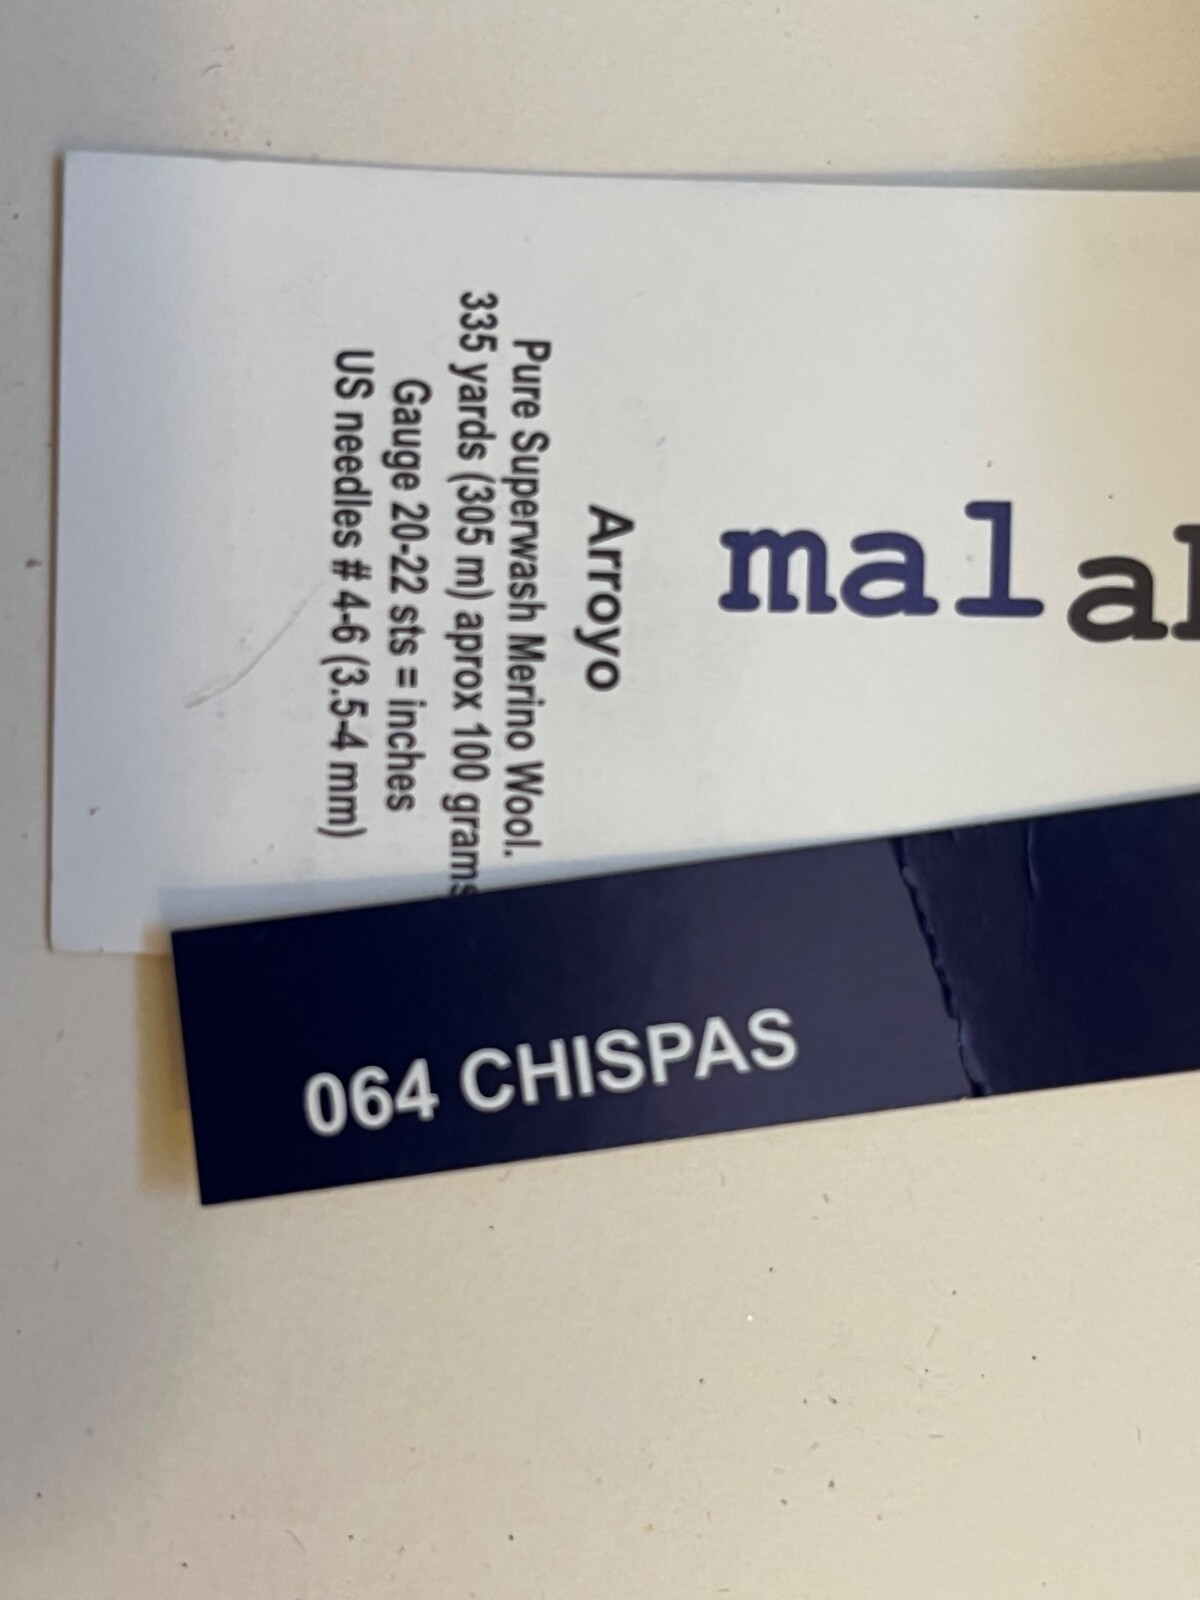 malab
Arroyo
Pure Superwash Merino Wool.
335 yards (305 m) aprox 100 grams
Gauge 20-22 sts = inches
US needles # 4-6 (3.5-4 mm)
064 CHISPAS